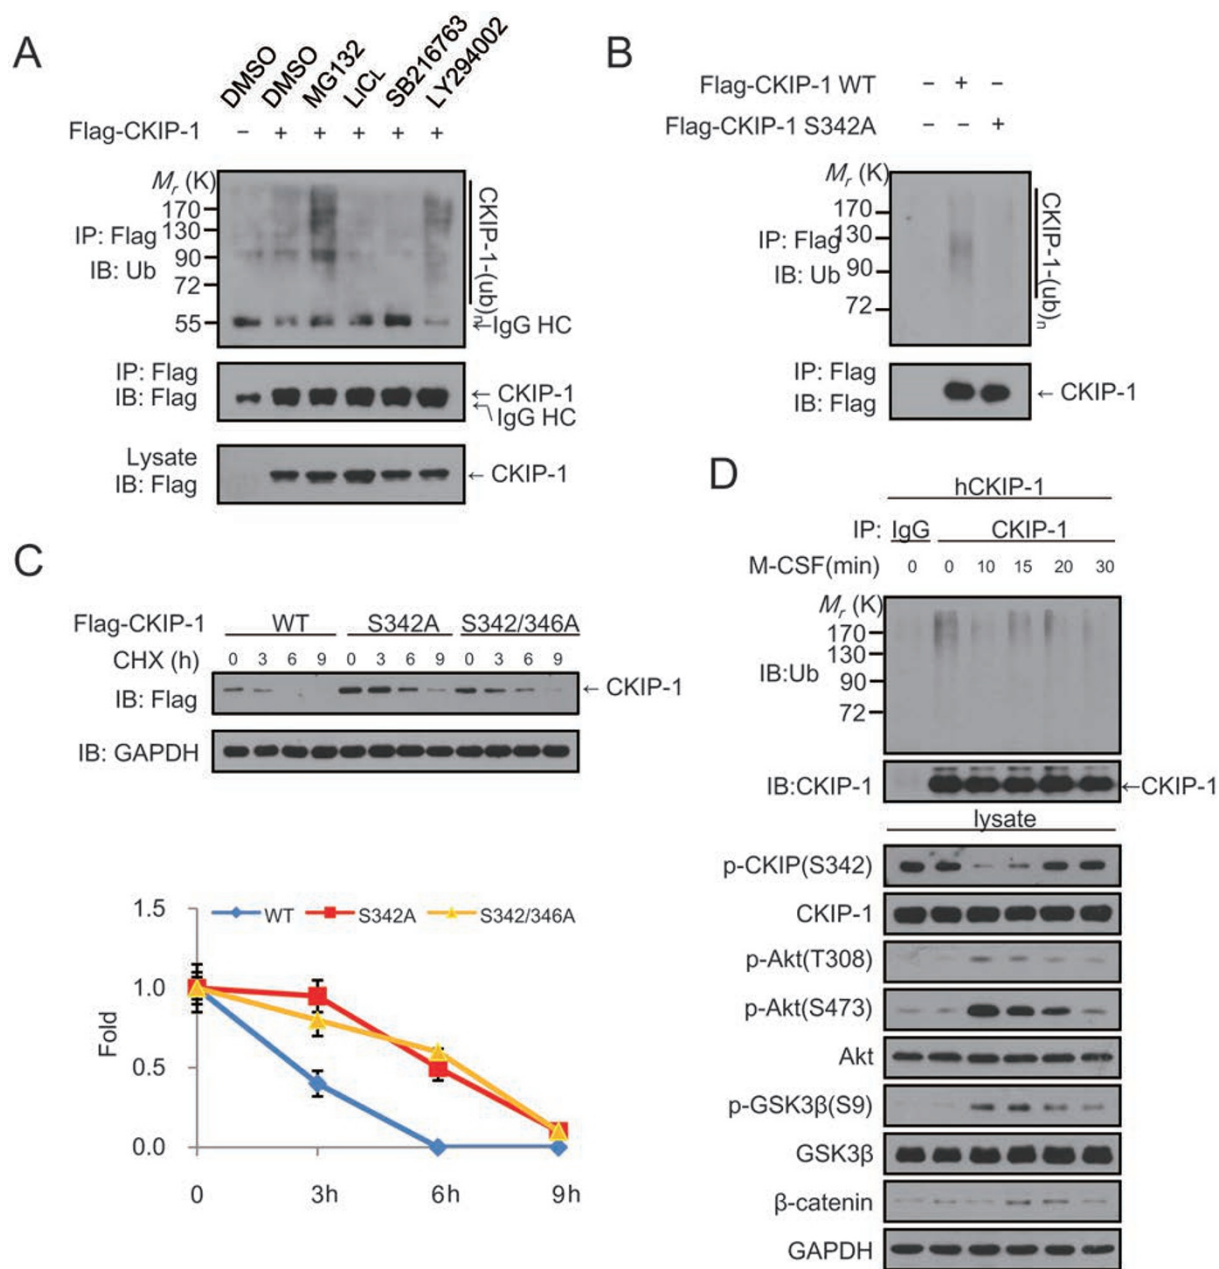 A
DMSO DMSO MG132 LiCL SB216763 LY294002
Flag-CKIP-1 – + + + + +
Mr (K)
170
130
IP: Flag
90
IB: Ub
72
55
CKIP-1-(ub)n
←IgG HC
IP: Flag
IB: Flag
← CKIP-1
IgG HC
Lysate
IB: Flag
← CKIP-1
B
Flag-CKIP-1 WT – + –
Flag-CKIP-1 S342A – – +
Mr (K)
170
IP: Flag 130
IB: Ub 90
72
CKIP-1-(ub)n
IP: Flag
IB: Flag
← CKIP-1
C
Flag-CKIP-1 WT S342A S342/346A
CHX (h) 0 3 6 9 0 3 6 9 0 3 6 9
IB: Flag
← CKIP-1
IB: GAPDH
1.5
WT S342A S342/346A
1.0
Fold
0.5
0.0
0 3h 6h 9h
D
hCKIP-1
IP: IgG CKIP-1
M-CSF(min) 0 0 10 15 20 30
Mr (K)
170
130
IB:Ub
90
72
IB:CKIP-1
←CKIP-1
lysate
p-CKIP(S342)
CKIP-1
p-Akt(T308)
p-Akt(S473)
Akt
p-GSK3β(S9)
GSK3β
β-catenin
GAPDH